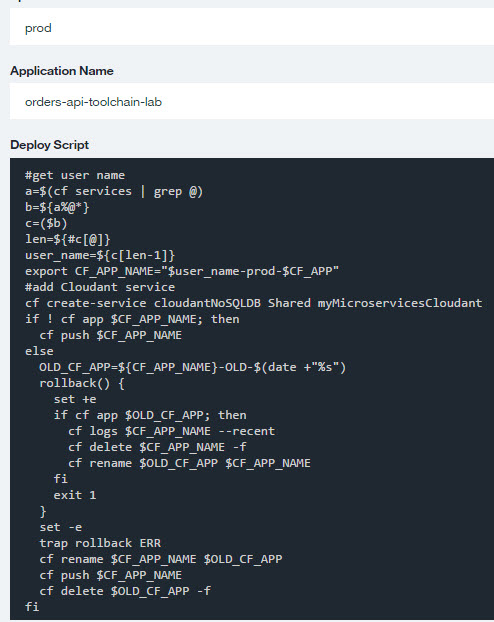 prod
Application Name
orders-api-toolchain-lab
Deploy Script
#get user name
a=$(cf services | grep @)
b=${a%@*}
c=($b)
len=${#c[@]}
user_name=${c[len-1]}
export CF_APP_NAME="$user_name-prod-$CF_APP"
#add Cloudant service
cf create-service cloudantNoSQLDB Shared myMicroservicesCloudant
if ! cf app $CF_APP_NAME; then
  cf push $CF_APP_NAME
else
  OLD_CF_APP=${CF_APP_NAME}-OLD-$(date +"%s")
  rollback() {
    set +e
    if cf app $OLD_CF_APP; then
      cf logs $CF_APP_NAME --recent
      cf delete $CF_APP_NAME -f
      cf rename $OLD_CF_APP $CF_APP_NAME
    fi
    exit 1
  }
  set -e
  trap rollback ERR
  cf rename $CF_APP_NAME $OLD_CF_APP
  cf push $CF_APP_NAME
  cf delete $OLD_CF_APP -f
fi